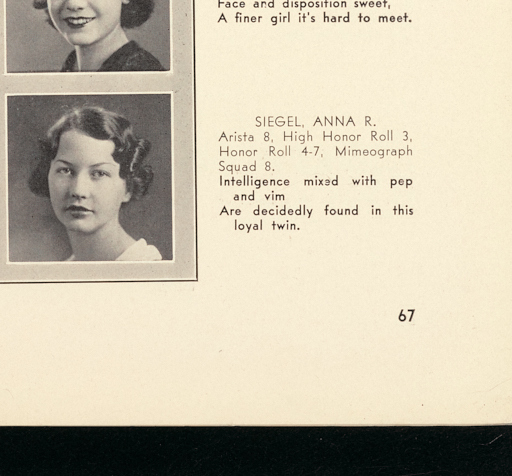 Face and disposition sweet,
A finer girl it's hard to meet.
SIEGEL, ANNA R.
Arista 8, High Honor Roll 3,
Honor Roll 4-7, Mimeograph
Squad 8.
Intelligence mixed with pep
and vim
Are decidedly found in this
loyal twin.
67